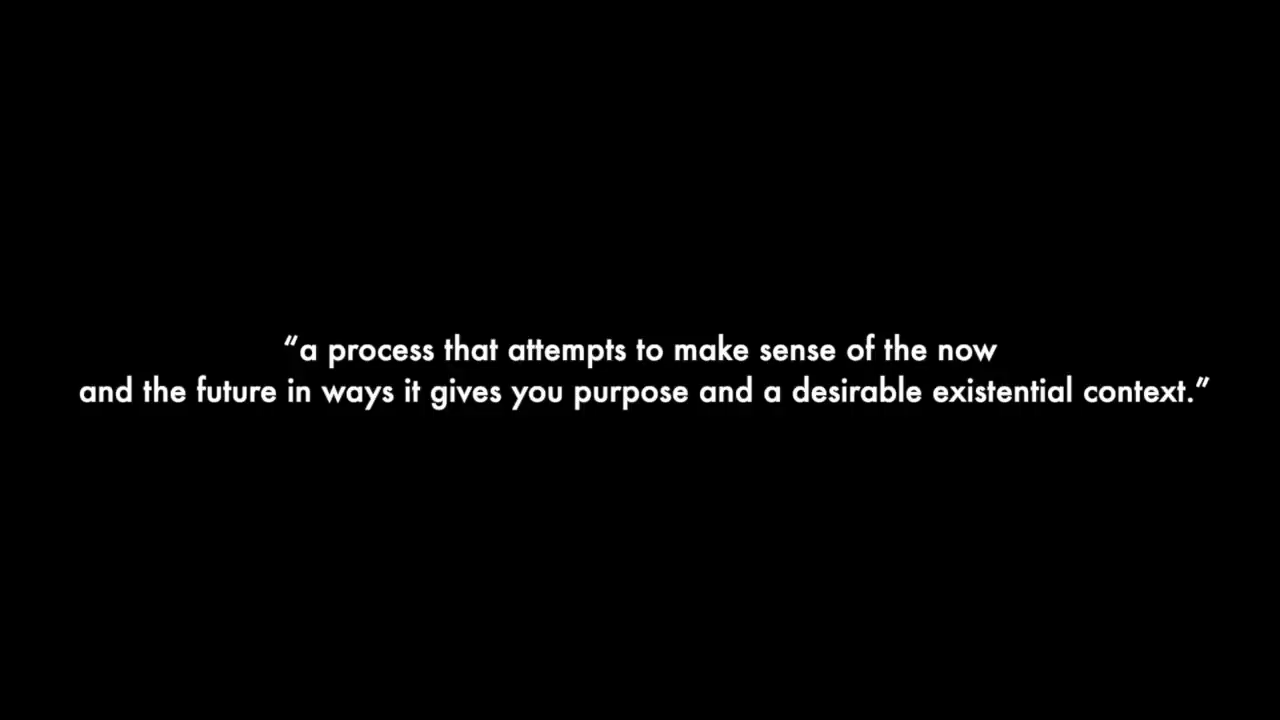 “a process that attempts to make sense of the now
and the future in ways it gives you purpose and a desirable existential context.”